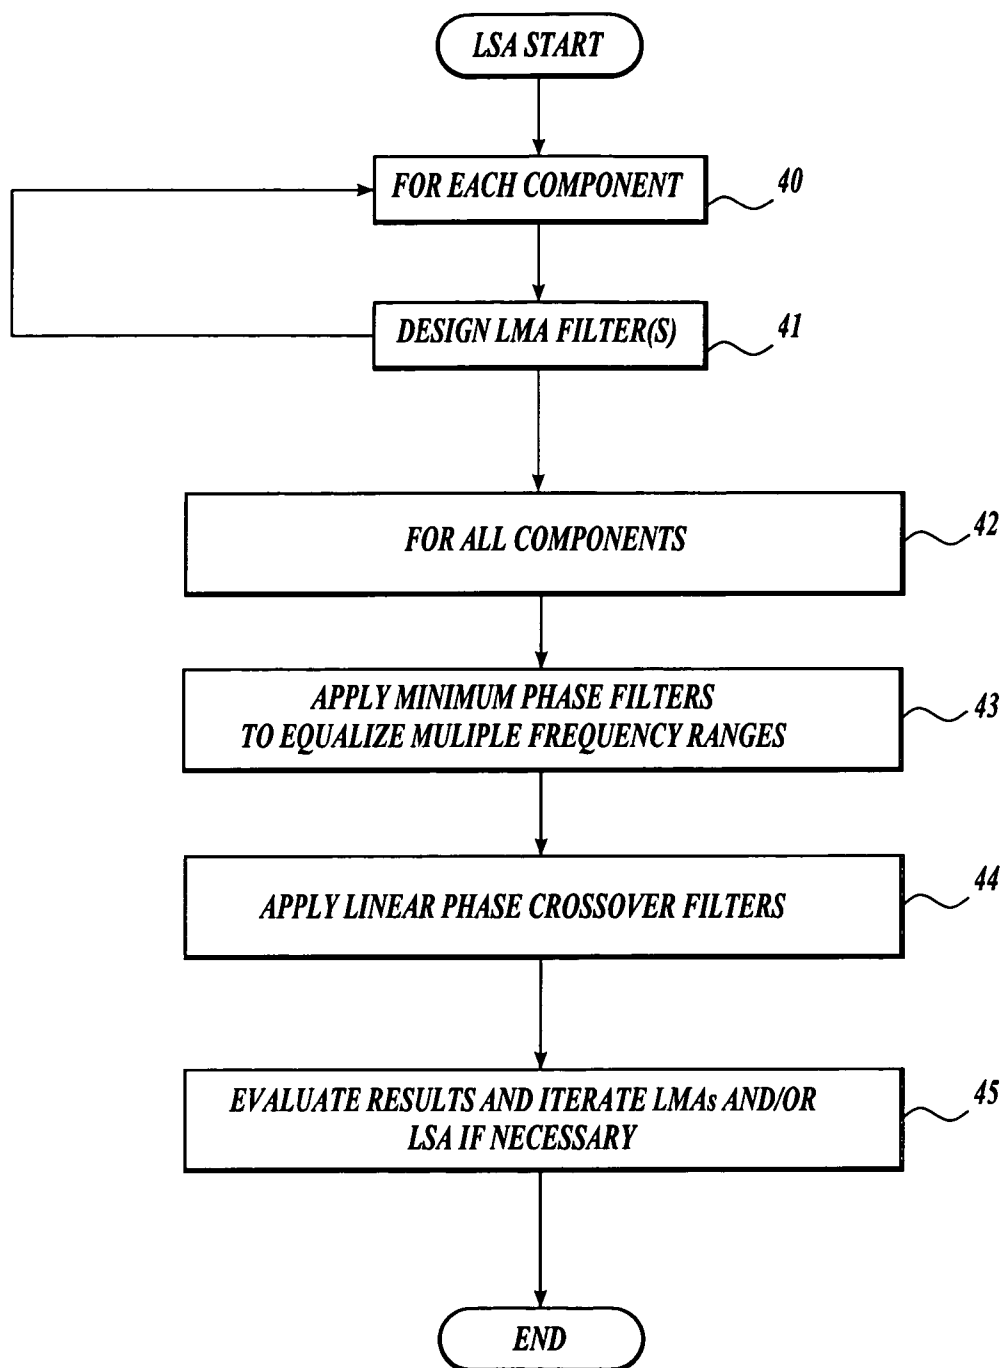 LSA START
FOR EACH COMPONENT
40
DESIGN LMA FILTER(S)
41
FOR ALL COMPONENTS
42
APPLY MINIMUM PHASE FILTERS
TO EQUALIZE MULIPLE FREQUENCY RANGES
43
APPLY LINEAR PHASE CROSSOVER FILTERS
44
EVALUATE RESULTS AND ITERATE LMAs AND/OR
LSA IF NECESSARY
45
END